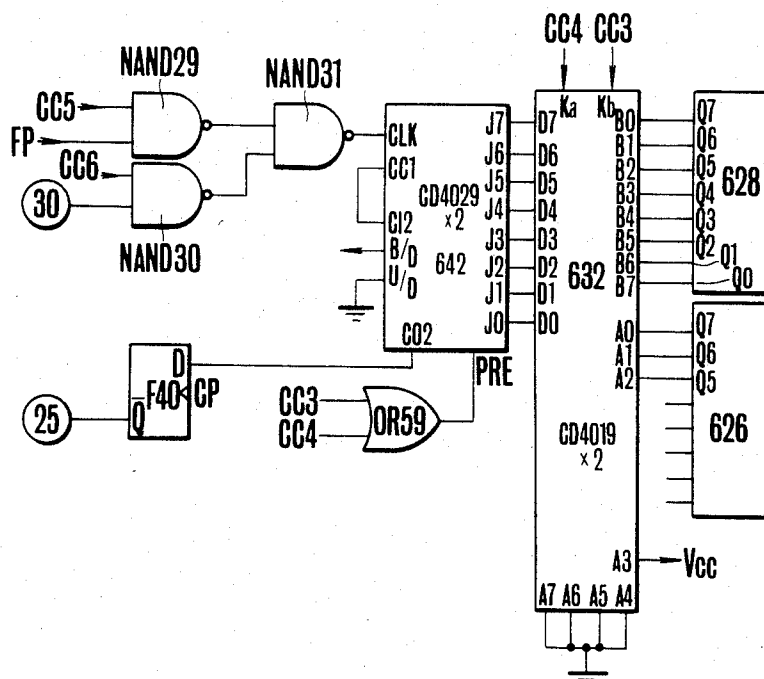 CC4 CC3
NAND29
NAND31
CC5
FP
CC6
30
NAND30
CLK
CC1
CI2
B/D
U/D
CO2
CD4029
×2
642
J7
J6
J5
J4
J3
J2
J1
J0
PRE
D7
D6
D5
D4
D3
D2
D1
D0
Ka Kb
632
B0
B1
B2
B3
B4
B5
B6
B7
A0
A1
A2
CD4019
×2
A3
Vcc
A7 A6 A5 A4
Q7
Q6
Q5
Q4
Q3
Q2
Q1
Q0
628
Q7
Q6
Q5
626
D
F40
CP
Q̅
25
CC3
CC4
OR59